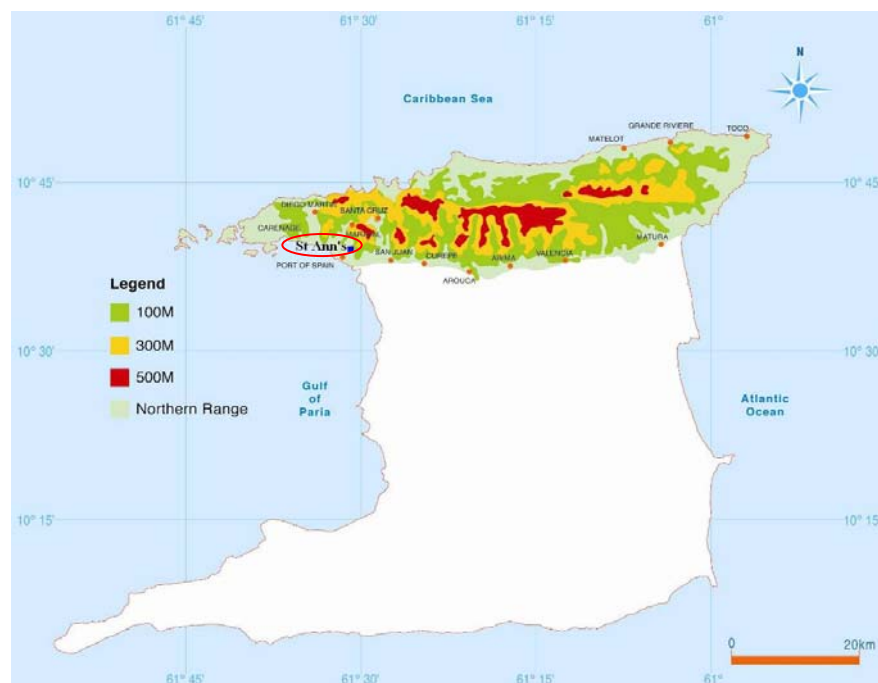 61° 45'
61° 30'
61° 15'
61°
N
Caribbean Sea
GRANDE RIVIERE
TOCO
MATELOT
10° 45'
10° 45'
DIEGO MARTIN
SANTA CRUZ
CARENAGE
MARAVAL
St Ann's
MATURA
SAN JUAN
CUREPE
ARIMA
VALENCIA
PORT OF SPAIN
AROUCA
Legend
100M
300M
500M
Northern Range
10° 30'
10° 30'
Gulf
of
Paria
Atlantic
Ocean
10° 15'
10° 15'
0
20km
61° 45'
61° 30'
61° 15'
61°